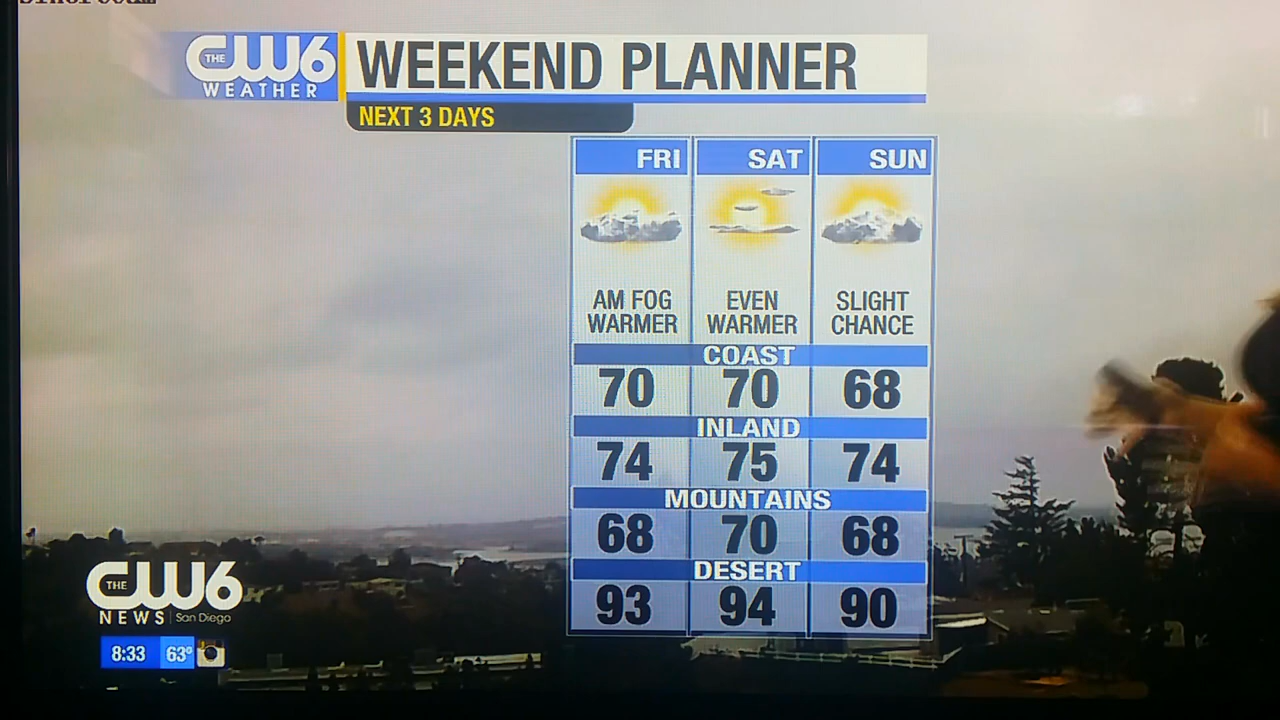 THE CW6
WEATHER
WEEKEND PLANNER
NEXT 3 DAYS
FRI SAT SUN
AM FOG WARMER
EVEN WARMER
SLIGHT CHANCE
COAST
70 70 68
INLAND
74 75 74
MOUNTAINS
68 70 68
DESERT
93 94 90
THE CW6
NEWS San Diego
8:33 63°